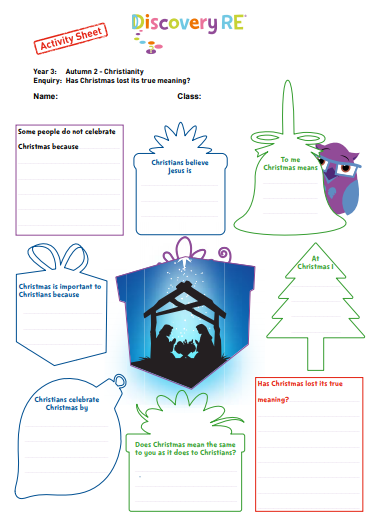 Discovery RE
Activity Sheet
Year 3: Autumn 2 - Christianity
Enquiry: Has Christmas lost its true meaning?
Name: Class:
Some people do not celebrate
Christmas because
Christians believe
Jesus is
To me
Christmas means
Christmas is important to
Christians because
At
Christmas I
Christians celebrate
Christmas by
Does Christmas mean the same
to you as it does to Christians?
Has Christmas lost its true
meaning?